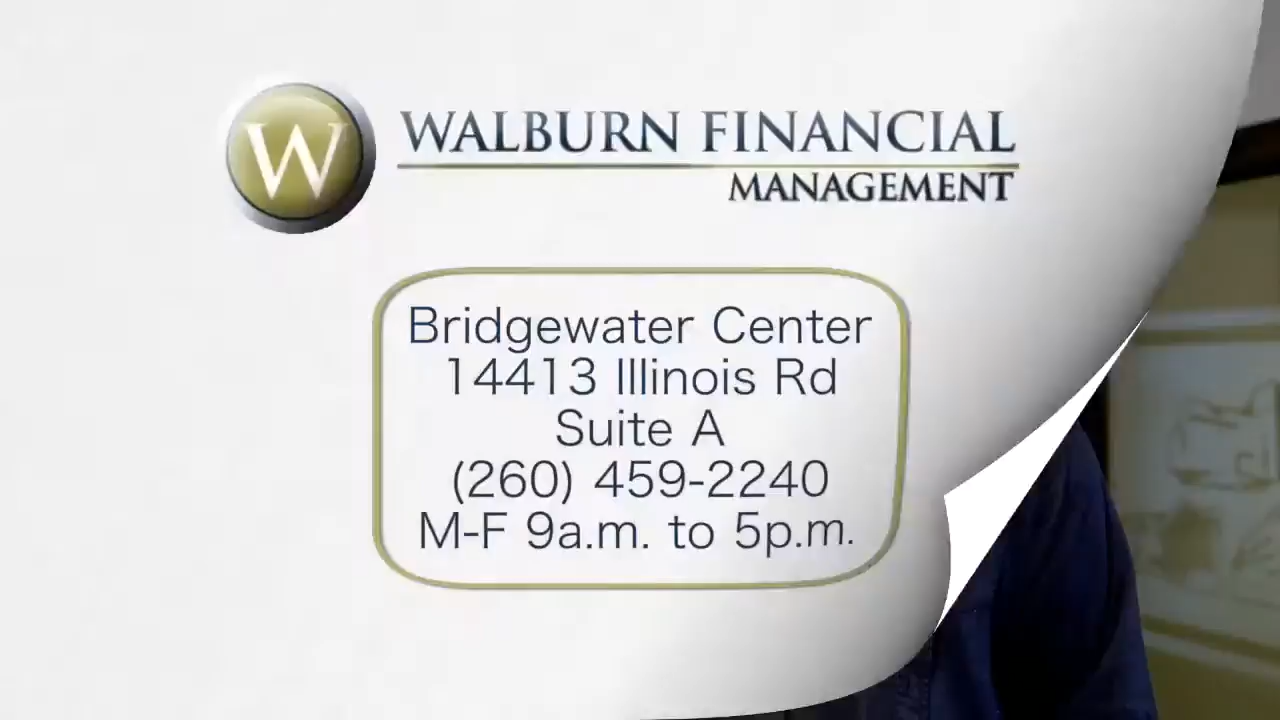 W
WALBURN FINANCIAL
MANAGEMENT
Bridgewater Center
14413 Illinois Rd
Suite A
(260) 459-2240
M-F 9a.m. to 5p.m.